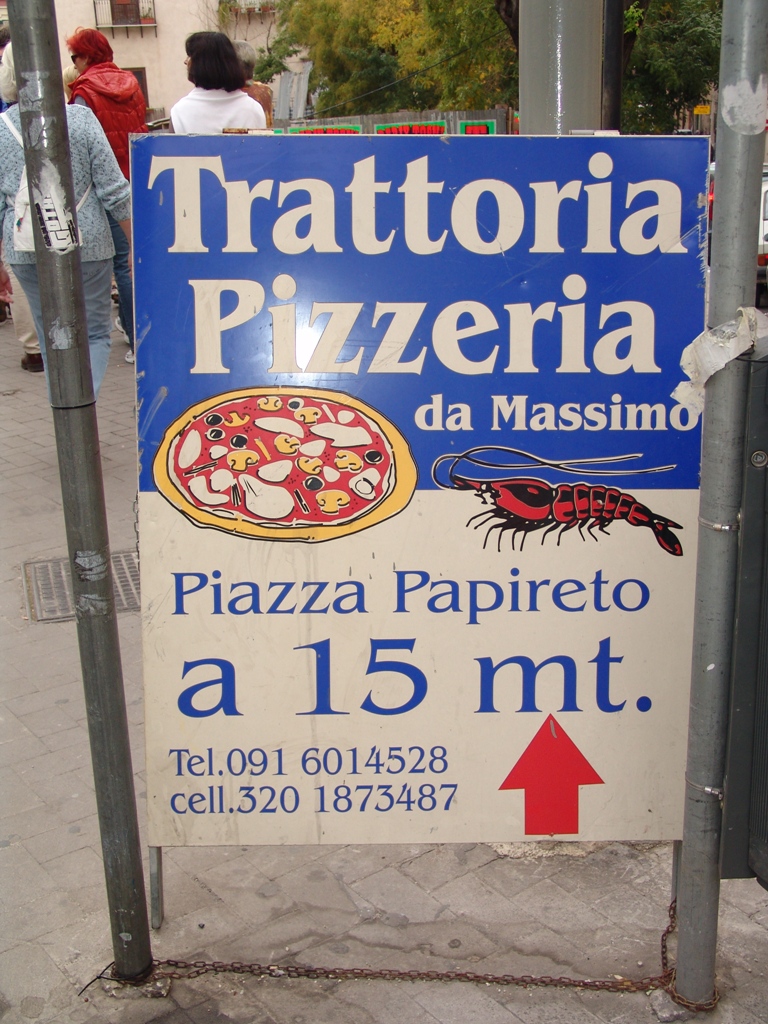 Trattoria
Pizzeria
da Massimo
Piazza Papireto
a 15 mt.
Tel.091 6014528
cell.320 1873487